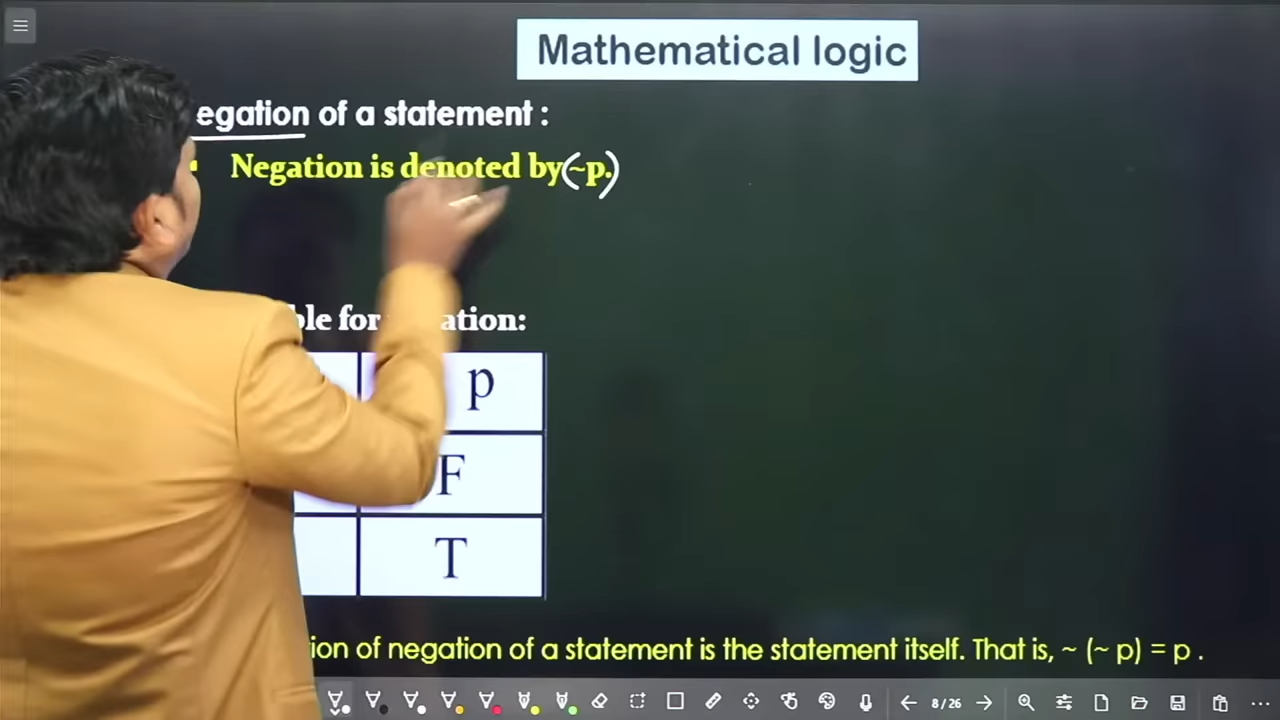 Mathematical logic
egation of a statement :
Negation is denoted by (~p.)
ble for ation:
p
F
T
ion of negation of a statement is the statement itself. That is, ~ (~ p) = p .
8/26